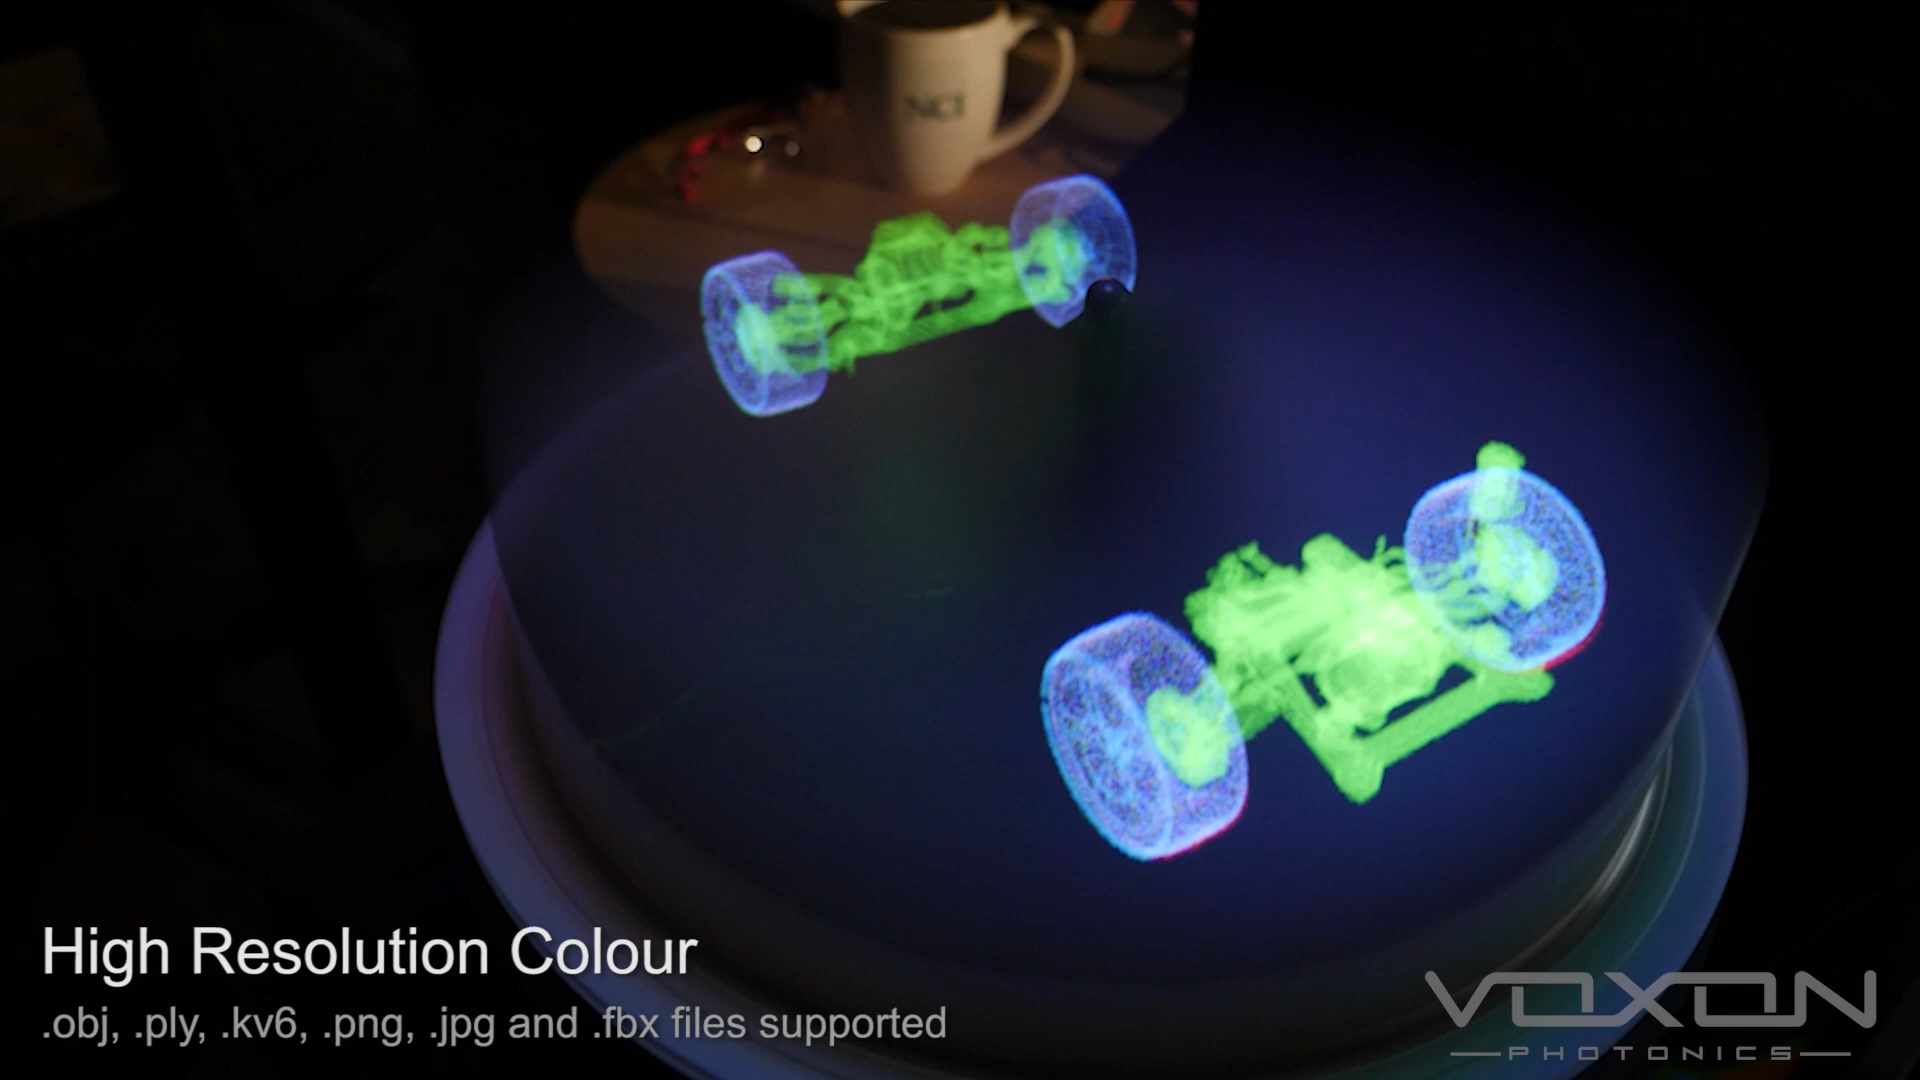 High Resolution Colour
.obj, .ply, .kv6, .png, .jpg and .fbx files supported
VOXON
PHOTONICS